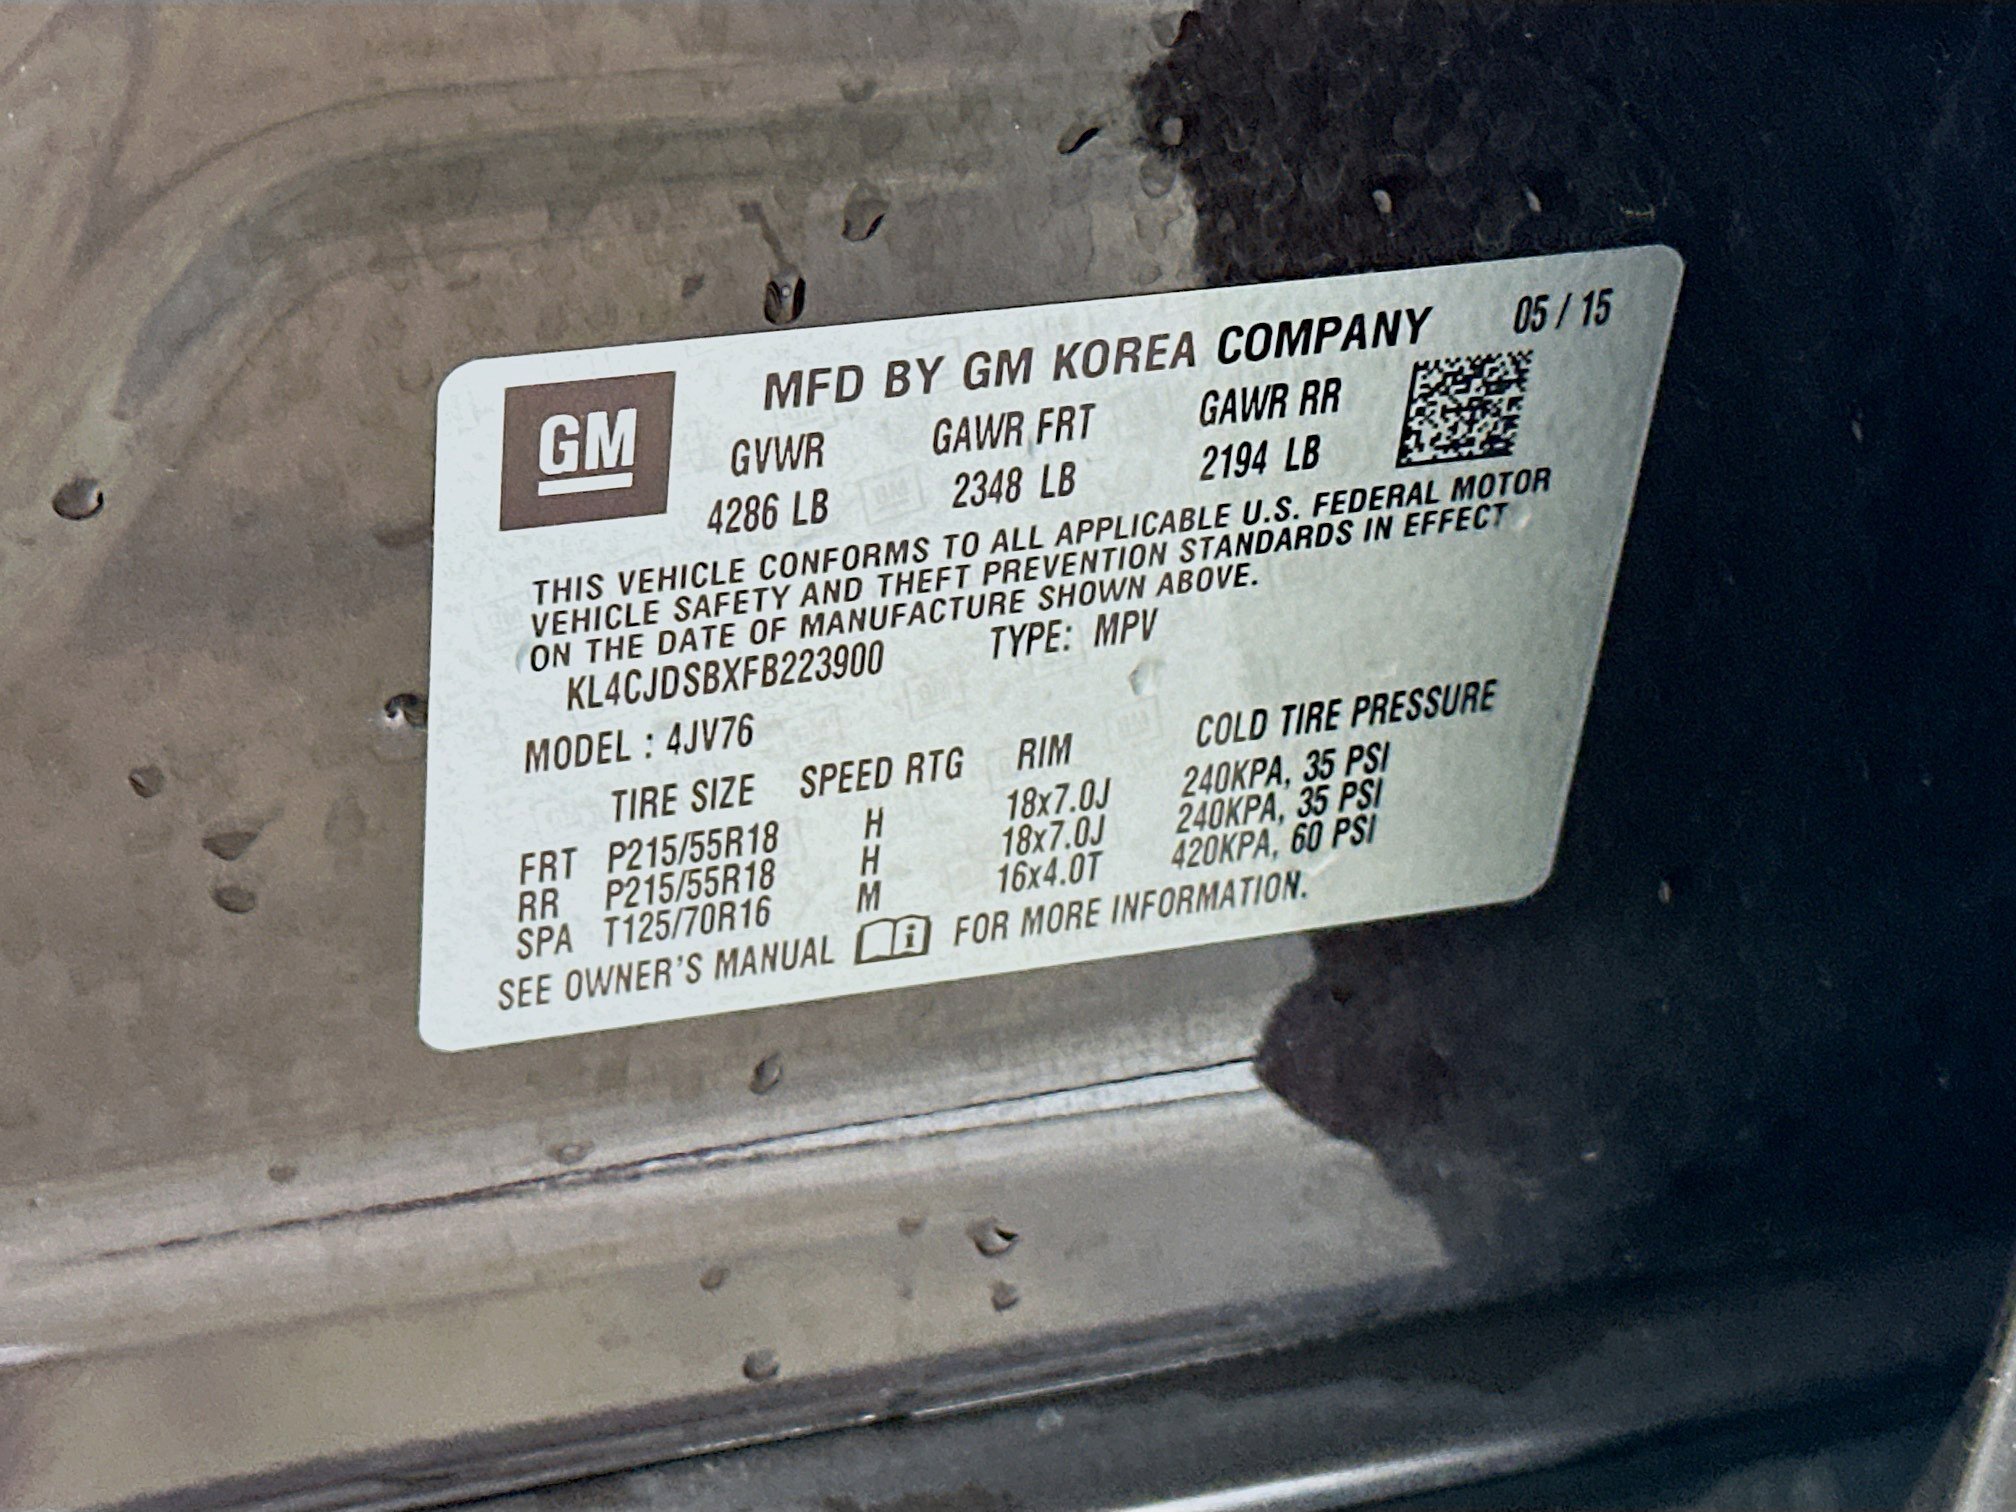 MFD BY GM KOREA COMPANY 05 / 15
GM
GVWR GAWR FRT GAWR RR
4286 LB 2348 LB 2194 LB
THIS VEHICLE CONFORMS TO ALL APPLICABLE U.S. FEDERAL MOTOR
VEHICLE SAFETY AND THEFT PREVENTION STANDARDS IN EFFECT
ON THE DATE OF MANUFACTURE SHOWN ABOVE.
KL4CJDSBXFB223900 TYPE: MPV
MODEL : 4JV76
TIRE SIZE SPEED RTG RIM COLD TIRE PRESSURE
FRT P215/55R18 H 18x7.0J 240KPA, 35 PSI
RR P215/55R18 H 18x7.0J 240KPA, 35 PSI
SPA T125/70R16 M 16x4.0T 420KPA, 60 PSI
SEE OWNER'S MANUAL FOR MORE INFORMATION.